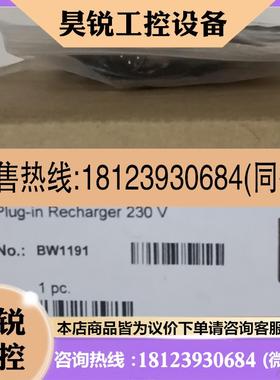 昊锐工控设备
售热线:18123930684(同
Plug-in Recharger 230 V
No.: BW1191
1 pc.
锐
控
本店商品皆为议价下单请咨询客服
咨询热线:18123930684 (微